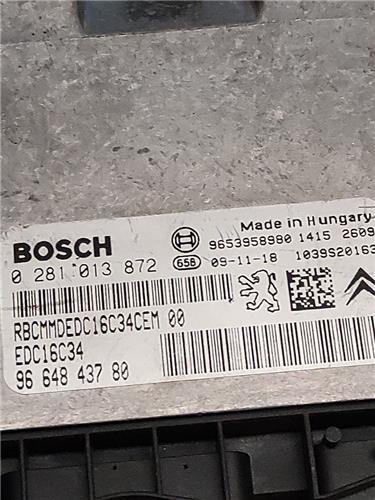 Made in Hungary
BOSCH
9653958980 1415 2609
0 281 013 872
65B
09-11-18
1039S20163
RBCMMDEDC16C34CEM 00
EDC16C34
96 648 437 80